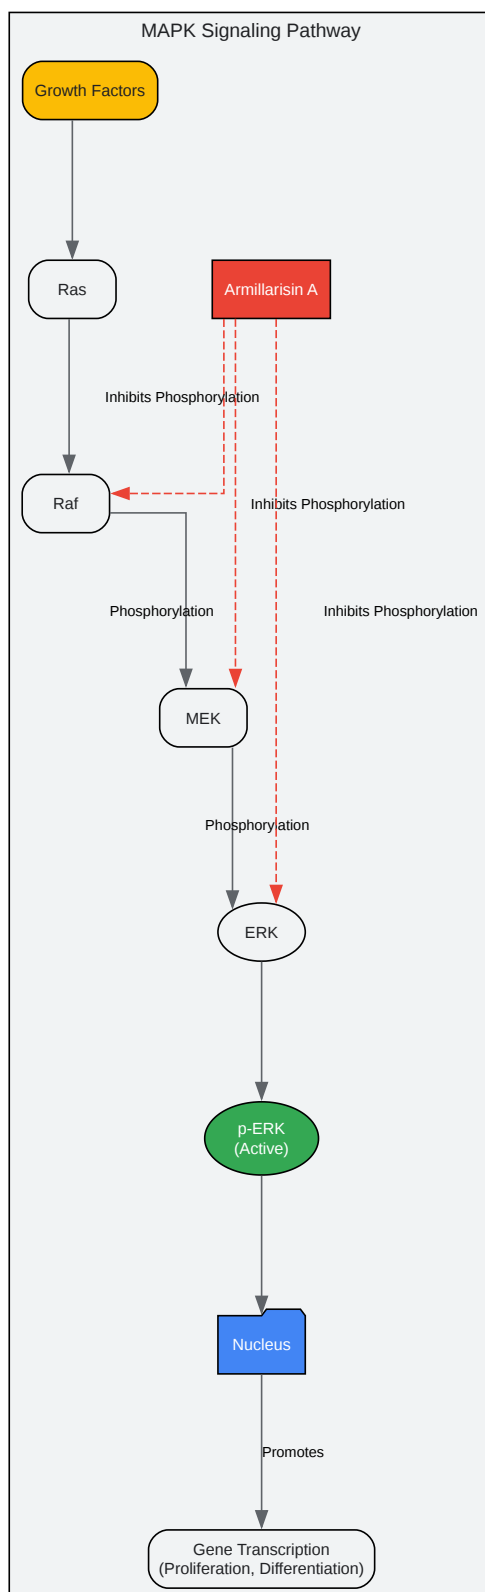 MAPK Signaling Pathway
Growth Factors
Ras
Armillarisin A
Inhibits Phosphorylation
Raf
Inhibits Phosphorylation
Phosphorylation
Inhibits Phosphorylation
MEK
Phosphorylation
ERK
p-ERK
(Active)
Nucleus
Promotes
Gene Transcription
(Proliferation, Differentiation)